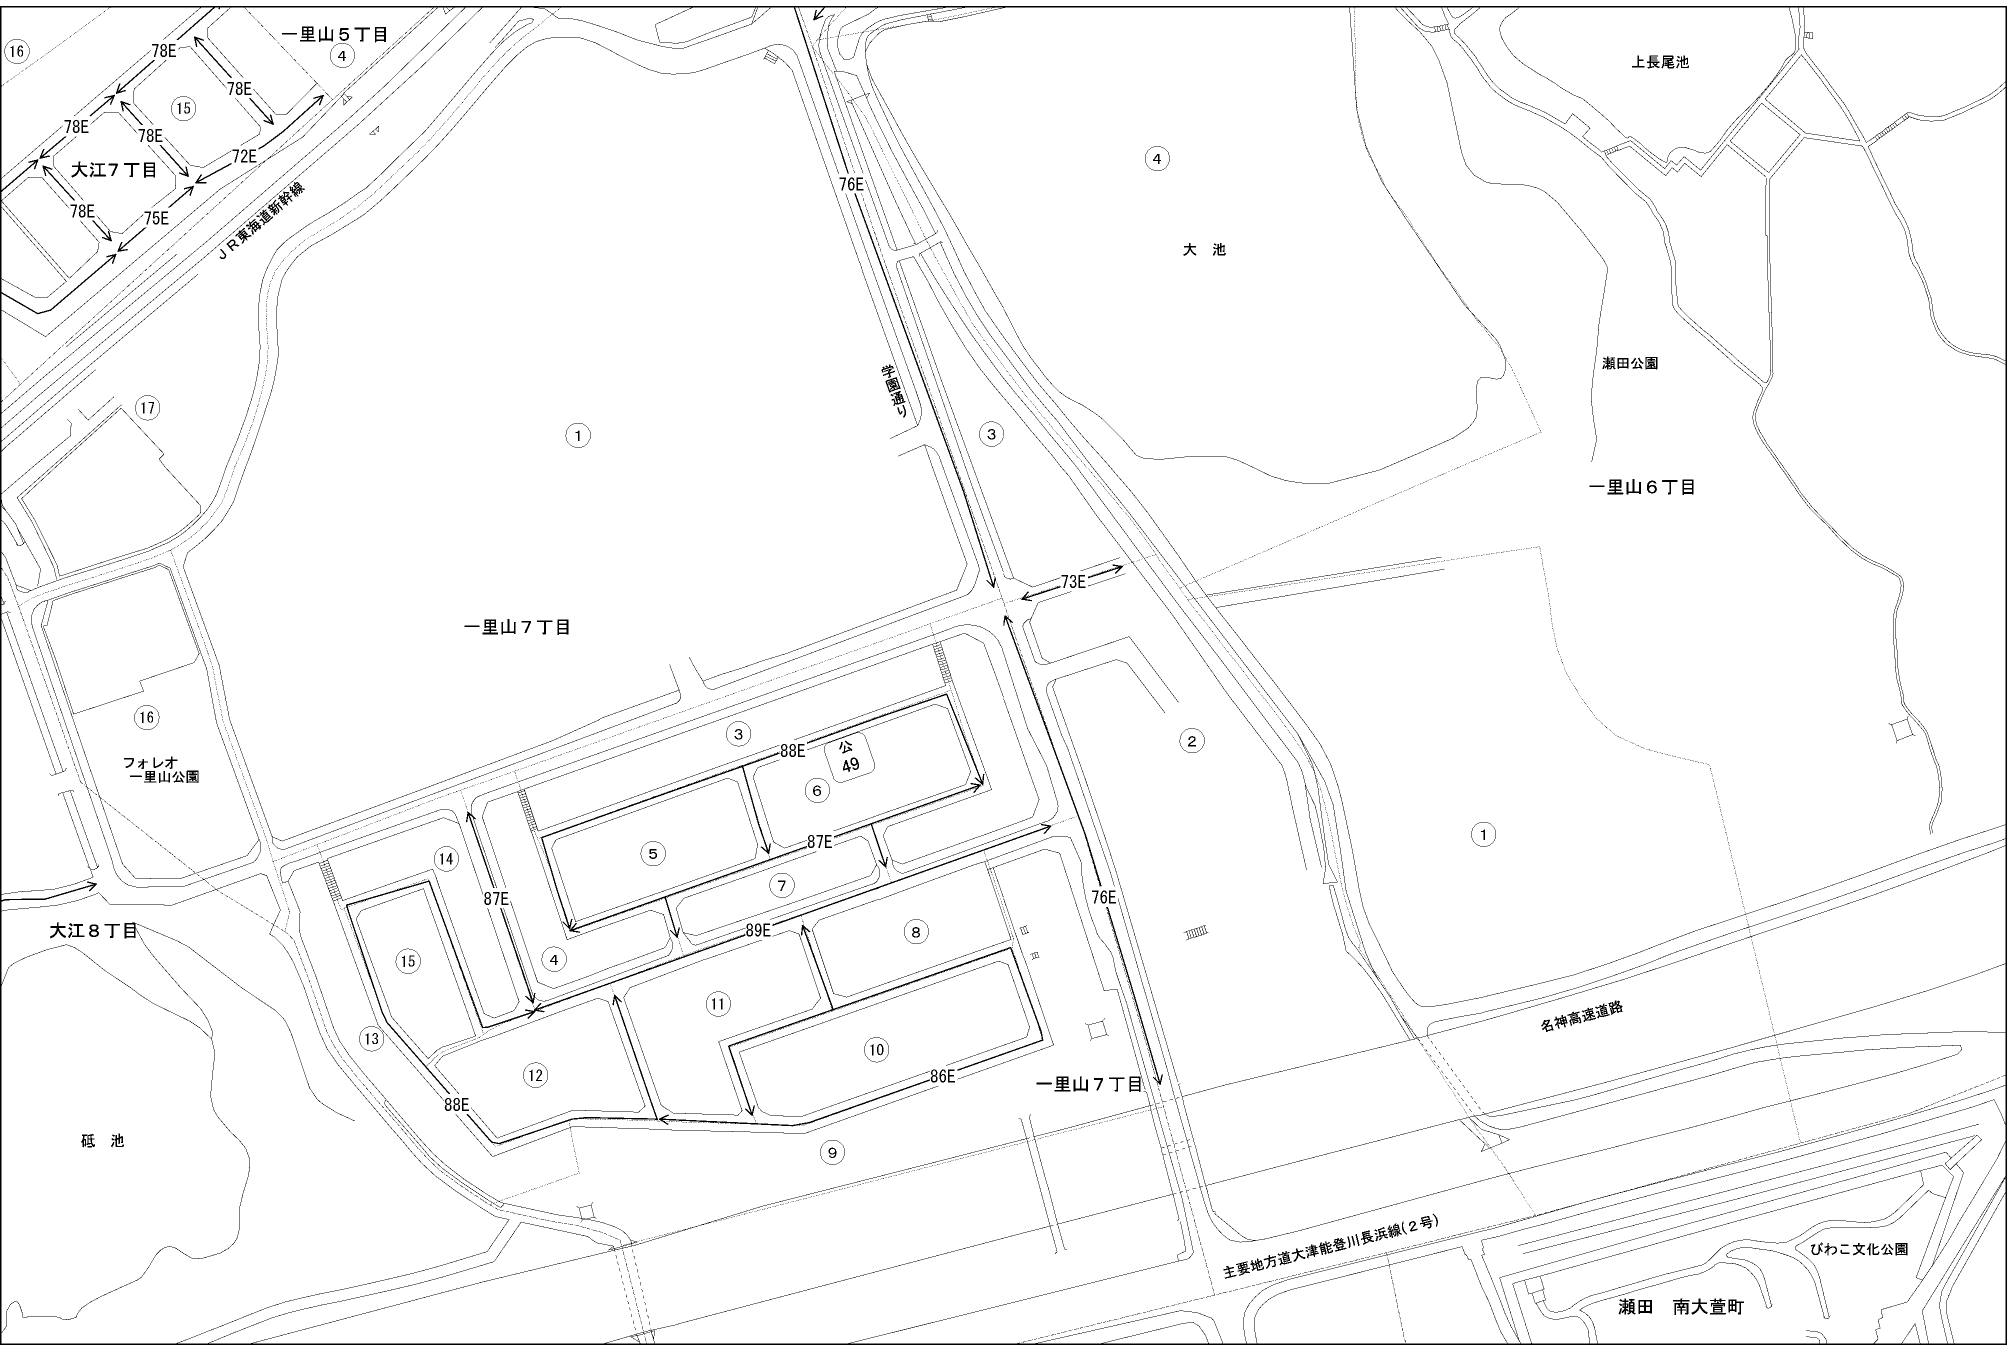 一里山５丁目
78E
16
4
78E
15
78E
78E
上長尾池
72E
4
大江７丁目
76E
78E
75E
ＪＲ東海道新幹線
大　池
瀬田公園
学園通り
17
1
3
一里山６丁目
73E
一里山７丁目
16
3
88E
公
49
2
フォレオ
一里山公園
6
1
87E
5
14
7
87E
76E
大江８丁目
89E
8
4
15
11
名神高速道路
13
10
12
86E
一里山７丁目
88E
砥　池
9
主要地方道大津能登川長浜線(２号)
びわこ文化公園
瀬田　南大萱町